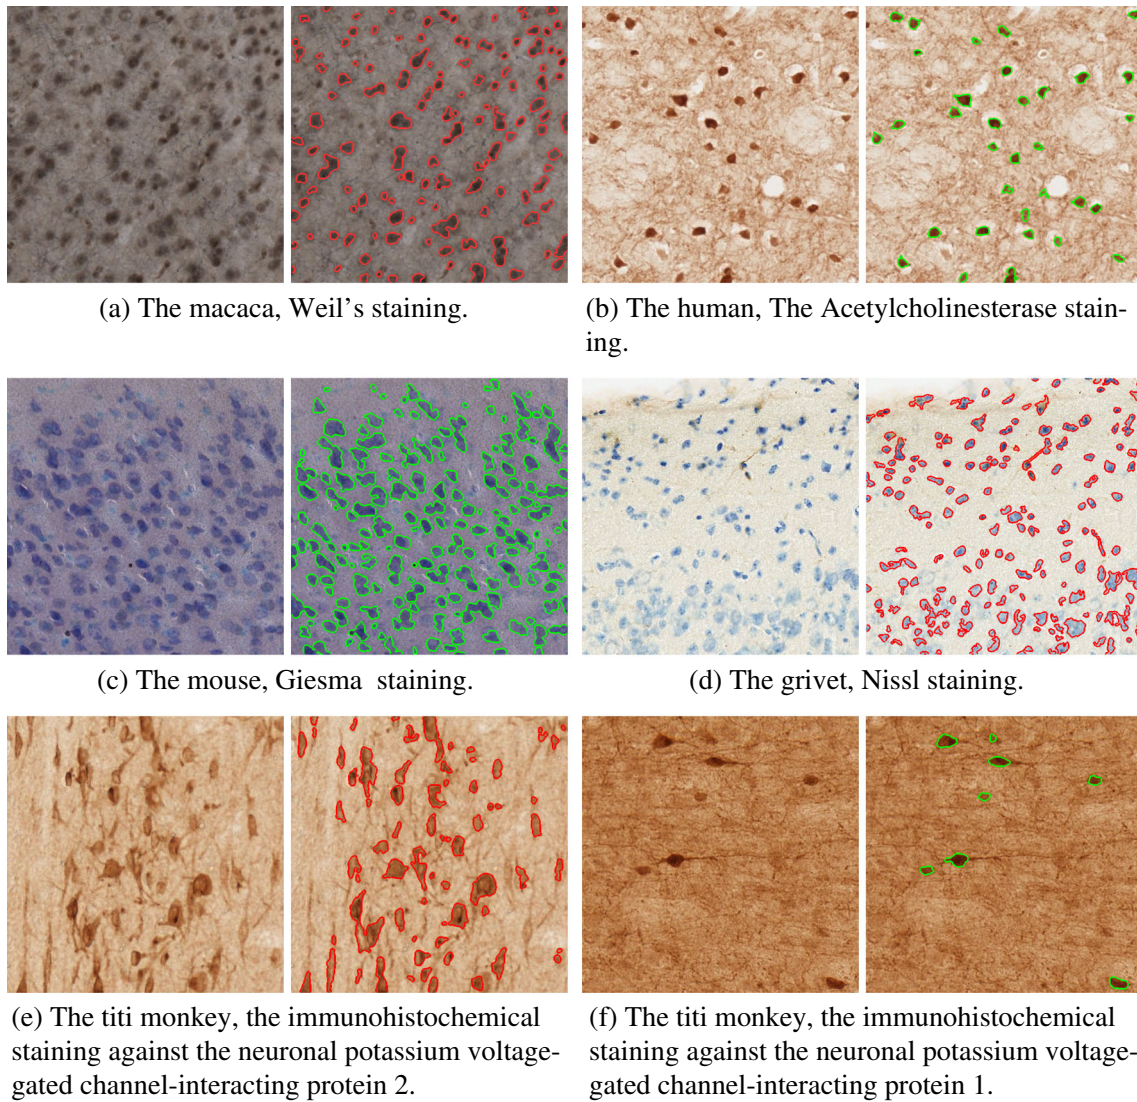 (a) The macaca, Weil's staining.
(b) The human, The Acetylcholinesterase stain-
ing.
(c) The mouse, Giesma staining.
(d) The grivet, Nissl staining.
(e) The titi monkey, the immunohistochemical
staining against the neuronal potassium voltage-
gated channel-interacting protein 2.
(f) The titi monkey, the immunohistochemical
staining against the neuronal potassium voltage-
gated channel-interacting protein 1.